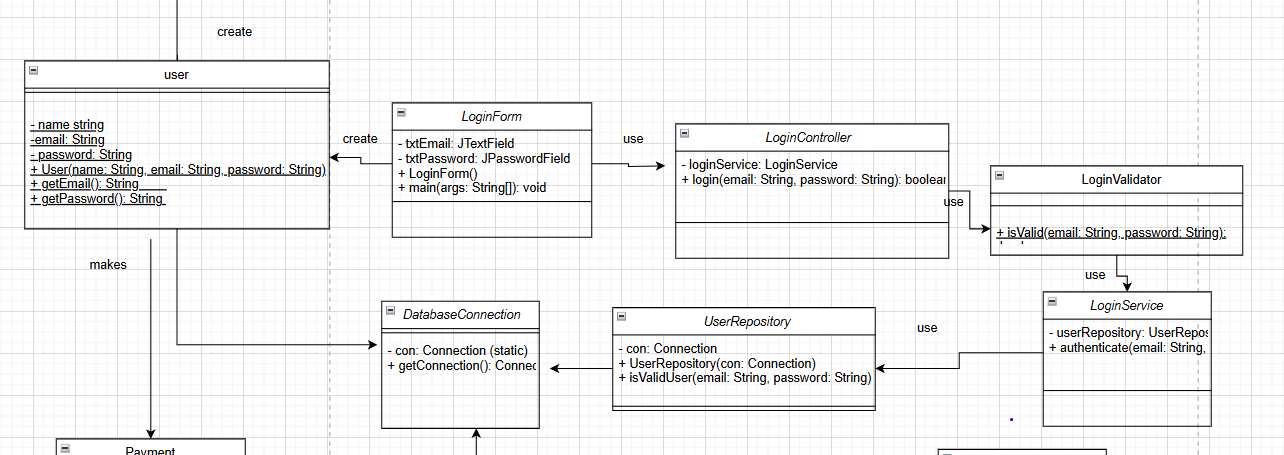 create
user
- name string
-email: String
- password: String
+ User(name: String, email: String, password: String)
+ getEmail(): String
+ getPassword(): String
create
LoginForm
- txtEmail: JTextField
- txtPassword: JPasswordField
+ LoginForm()
+ main(args: String[]): void
use
LoginController
- loginService: LoginService
+ login(email: String, password: String): boolean
use
LoginValidator
+ isValid(email: String, password: String):
use
makes
DatabaseConnection
- con: Connection (static)
+ getConnection(): Connec
UserRepository
- con: Connection
+ UserRepository(con: Connection)
+ isValidUser(email: String, password: String)
use
LoginService
- userRepository: UserRepos
+ authenticate(email: String,
Payment